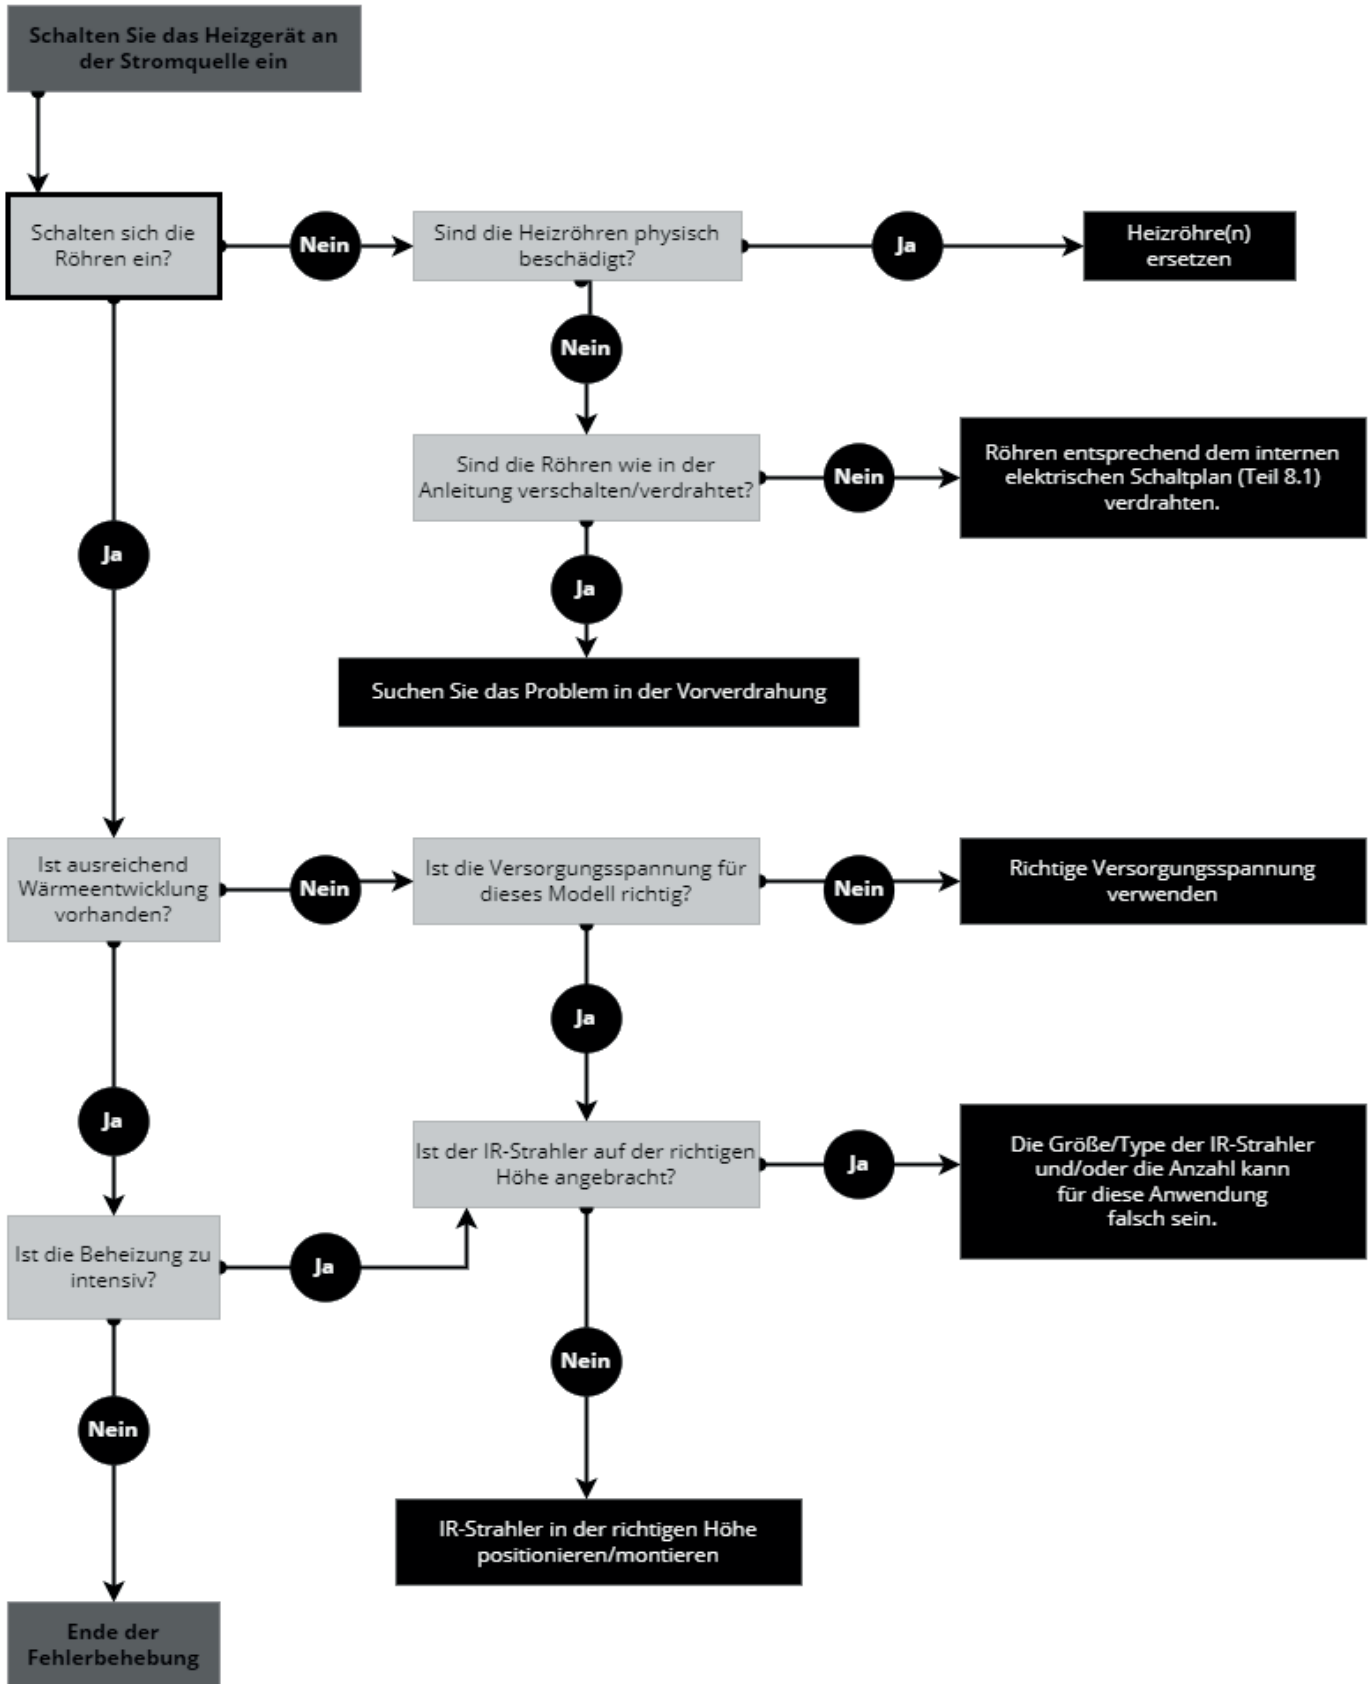 Schalten Sie das Heizgerät an
der Stromquelle ein
Schalten sich die
Röhren ein?
Nein
Sind die Heizröhren physisch
beschädigt?
Ja
Heizröhre(n)
ersetzen
Nein
Sind die Röhren wie in der
Anleitung verschalten/verdrahtet?
Nein
Röhren entsprechend dem internen
elektrischen Schaltplan (Teil 8.1)
verdrahten.
Ja
Ja
Suchen Sie das Problem in der Vorverdrahung
Ist ausreichend
Wärmeentwicklung
vorhanden?
Nein
Ist die Versorgungsspannung für
dieses Modell richtig?
Nein
Richtige Versorgungsspannung
verwenden
Ja
Ja
Ist der IR-Strahler auf der richtigen
Höhe angebracht?
Ja
Die Größe/Type der IR-Strahler
und/oder die Anzahl kann
für diese Anwendung
falsch sein.
Ist die Beheizung zu
intensiv?
Ja
Nein
Nein
IR-Strahler in der richtigen Höhe
positionieren/montieren
Ende der
Fehlerbehebung